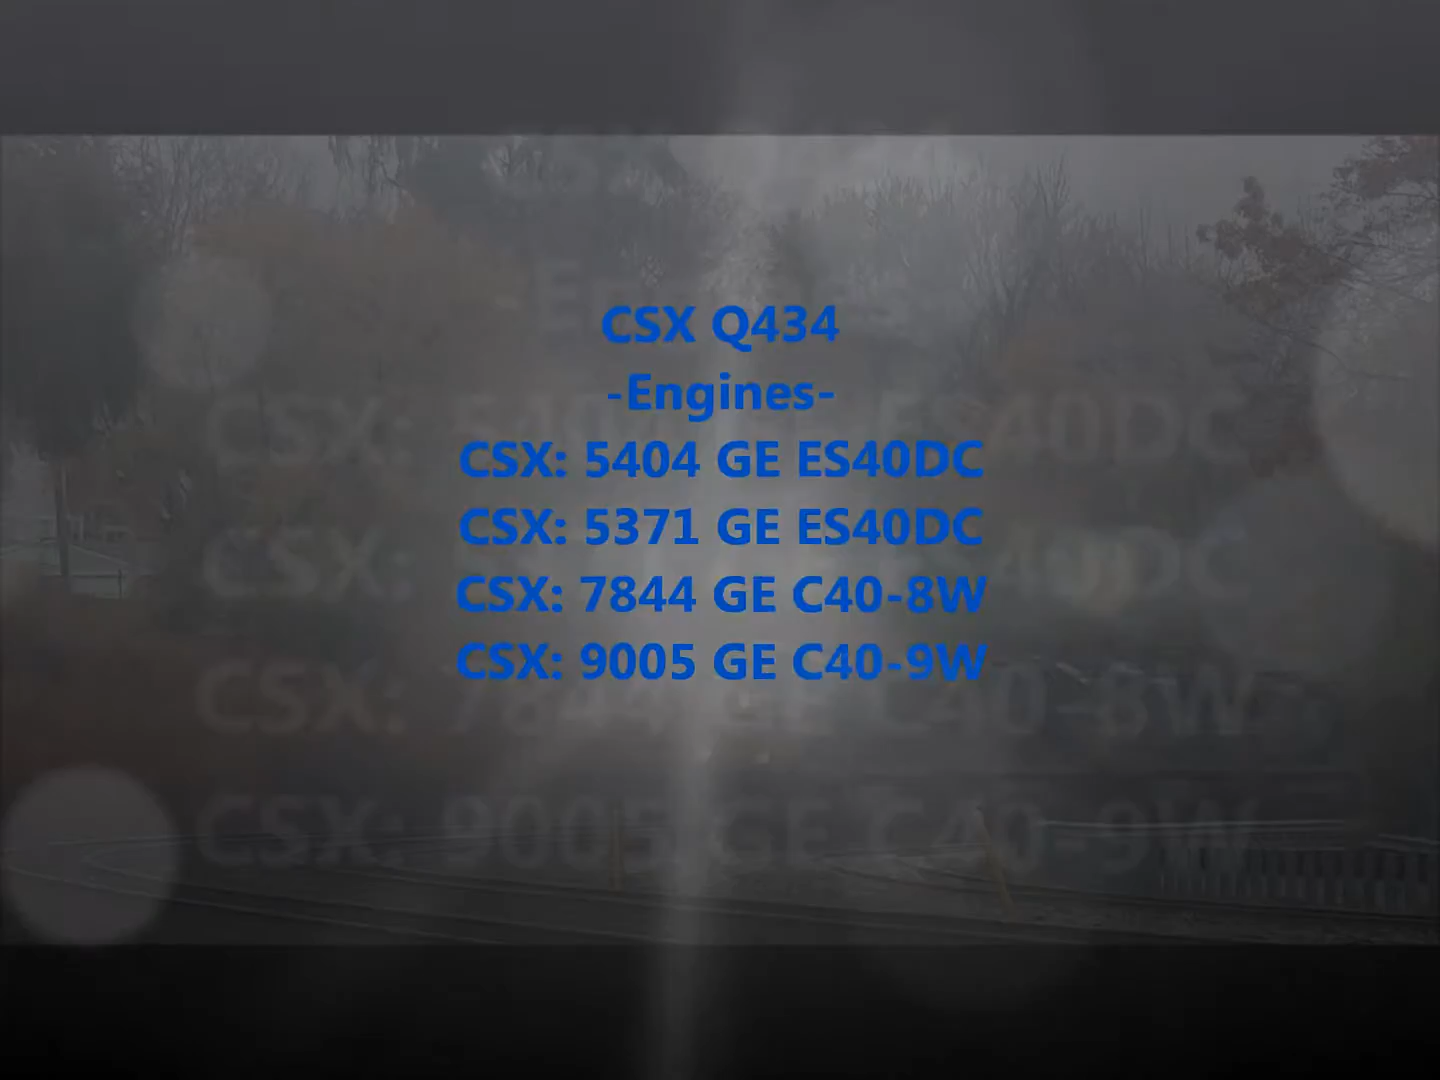 CSX Q434
-Engines-
CSX: 5404 GE ES40DC
CSX: 5371 GE ES40DC
CSX: 7844 GE C40-8W
CSX: 9005 GE C40-9W